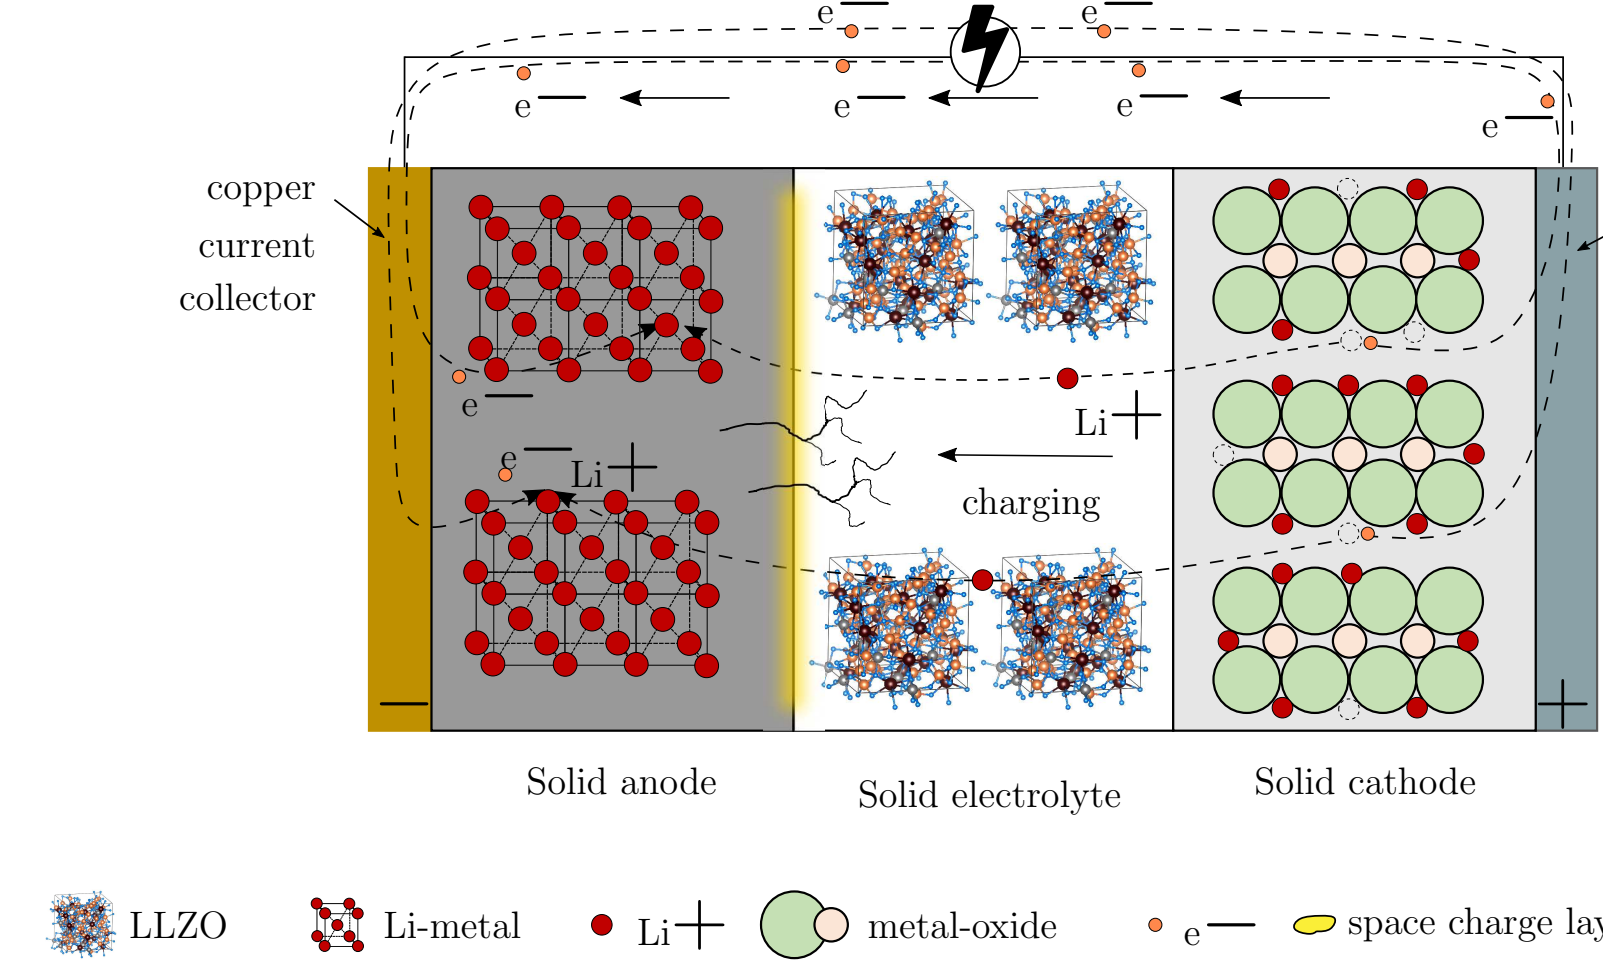 e−
e−
e−
e−
e−
e−
copper
current
collector
e−
Li+
e−
Li+
charging
−
+
Solid anode
Solid electrolyte
Solid cathode
LLZO
Li-metal
Li+
metal-oxide
e−
space charge lay